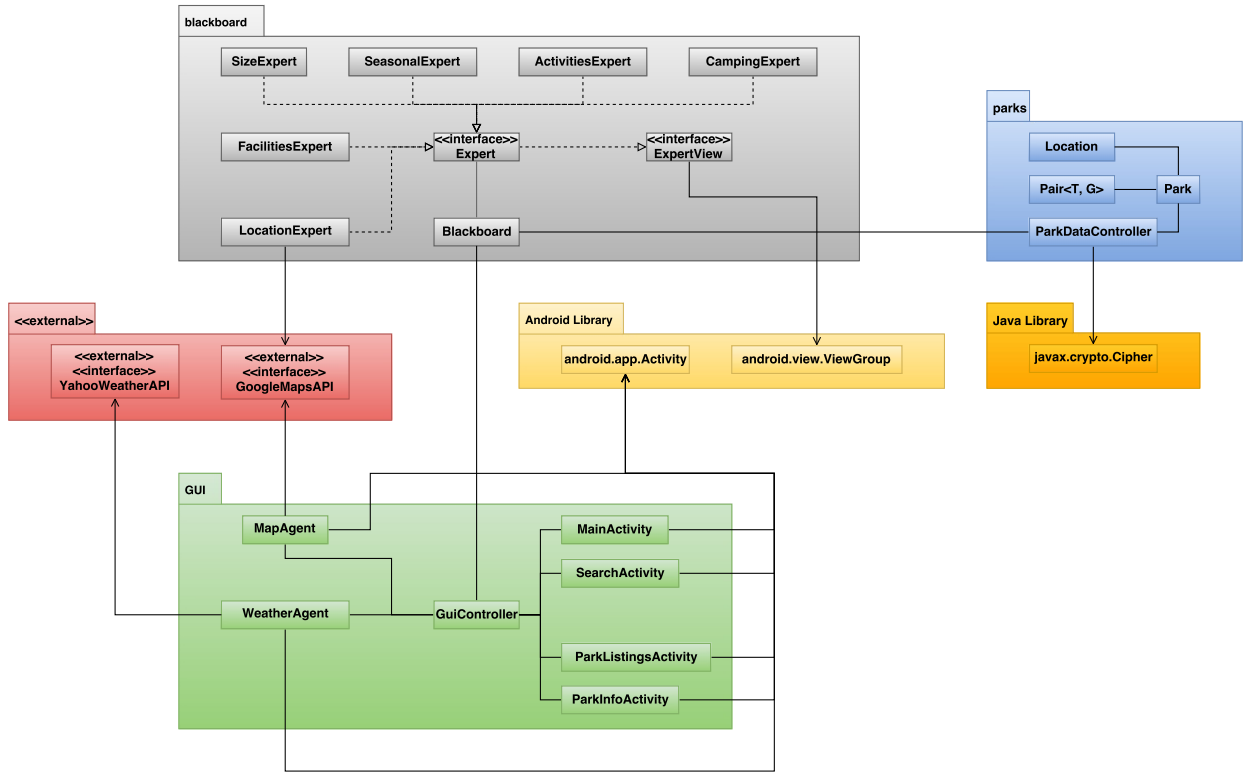 blackboard
SizeExpert
SeasonalExpert
ActivitiesExpert
CampingExpert
FacilitiesExpert
<<interface>>
Expert
<<interface>>
ExpertView
LocationExpert
Blackboard
parks
Location
Pair<T, G>
Park
ParkDataController
<<external>>
<<external>>
<<interface>>
YahooWeatherAPI
<<external>>
<<interface>>
GoogleMapsAPI
Android Library
android.app.Activity
android.view.ViewGroup
Java Library
javax.crypto.Cipher
GUI
MapAgent
MainActivity
SearchActivity
WeatherAgent
GuiController
ParkListingsActivity
ParkInfoActivity